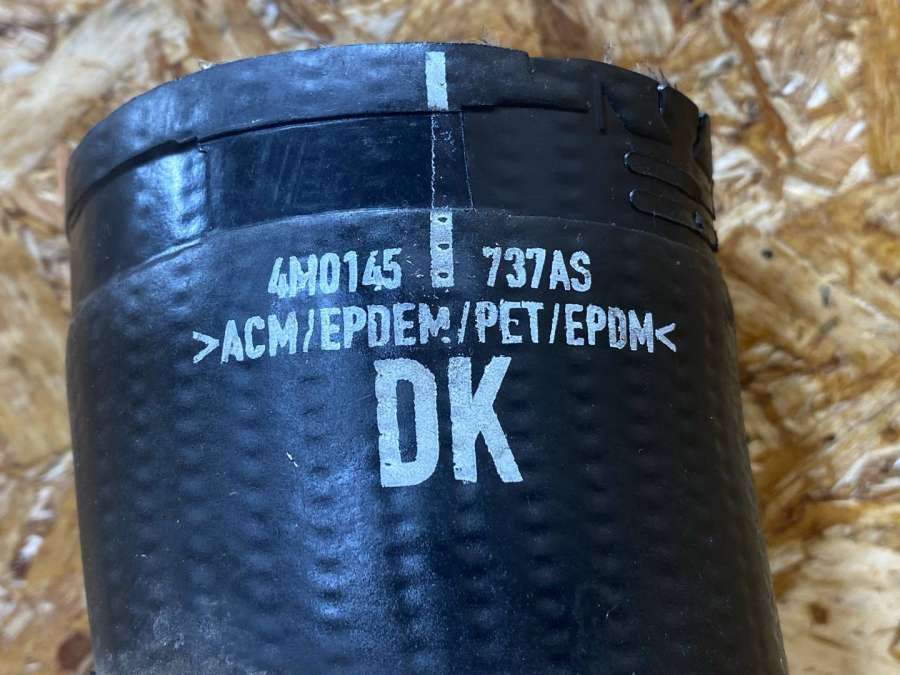 4M0145 737AS
>ACM/EPDEM/PET/EPDM<
DK